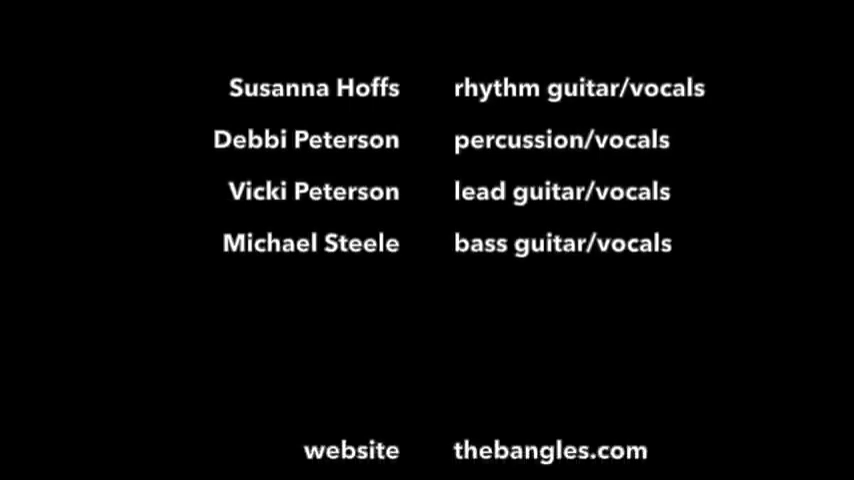 Susanna Hoffs rhythm guitar/vocals
Debbi Peterson percussion/vocals
Vicki Peterson lead guitar/vocals
Michael Steele bass guitar/vocals
website thebangles.com